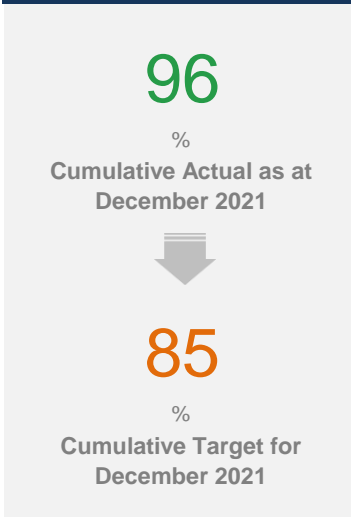 96
%
Cumulative Actual as at
December 2021
85
%
Cumulative Target for
December 2021